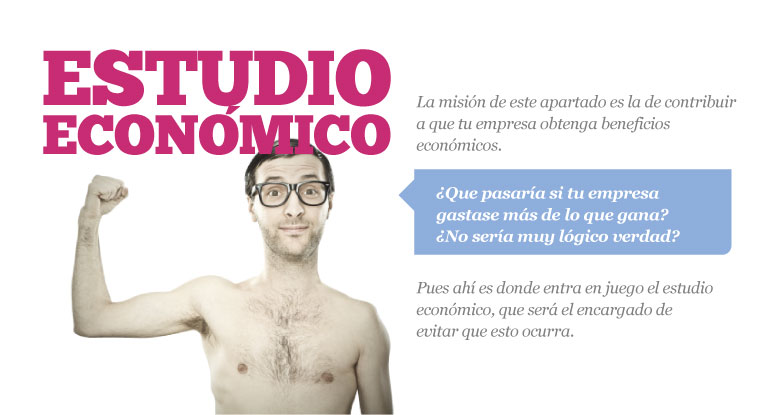 ESTUDIO
ECONÓMICO
La misión de este apartado es la de contribuir
a que tu empresa obtenga beneficios
económicos.
¿Que pasaría si tu empresa
gastase más de lo que gana?
¿No sería muy lógico verdad?
Pues ahí es donde entra en juego el estudio
económico, que será el encargado de
evitar que esto ocurra.